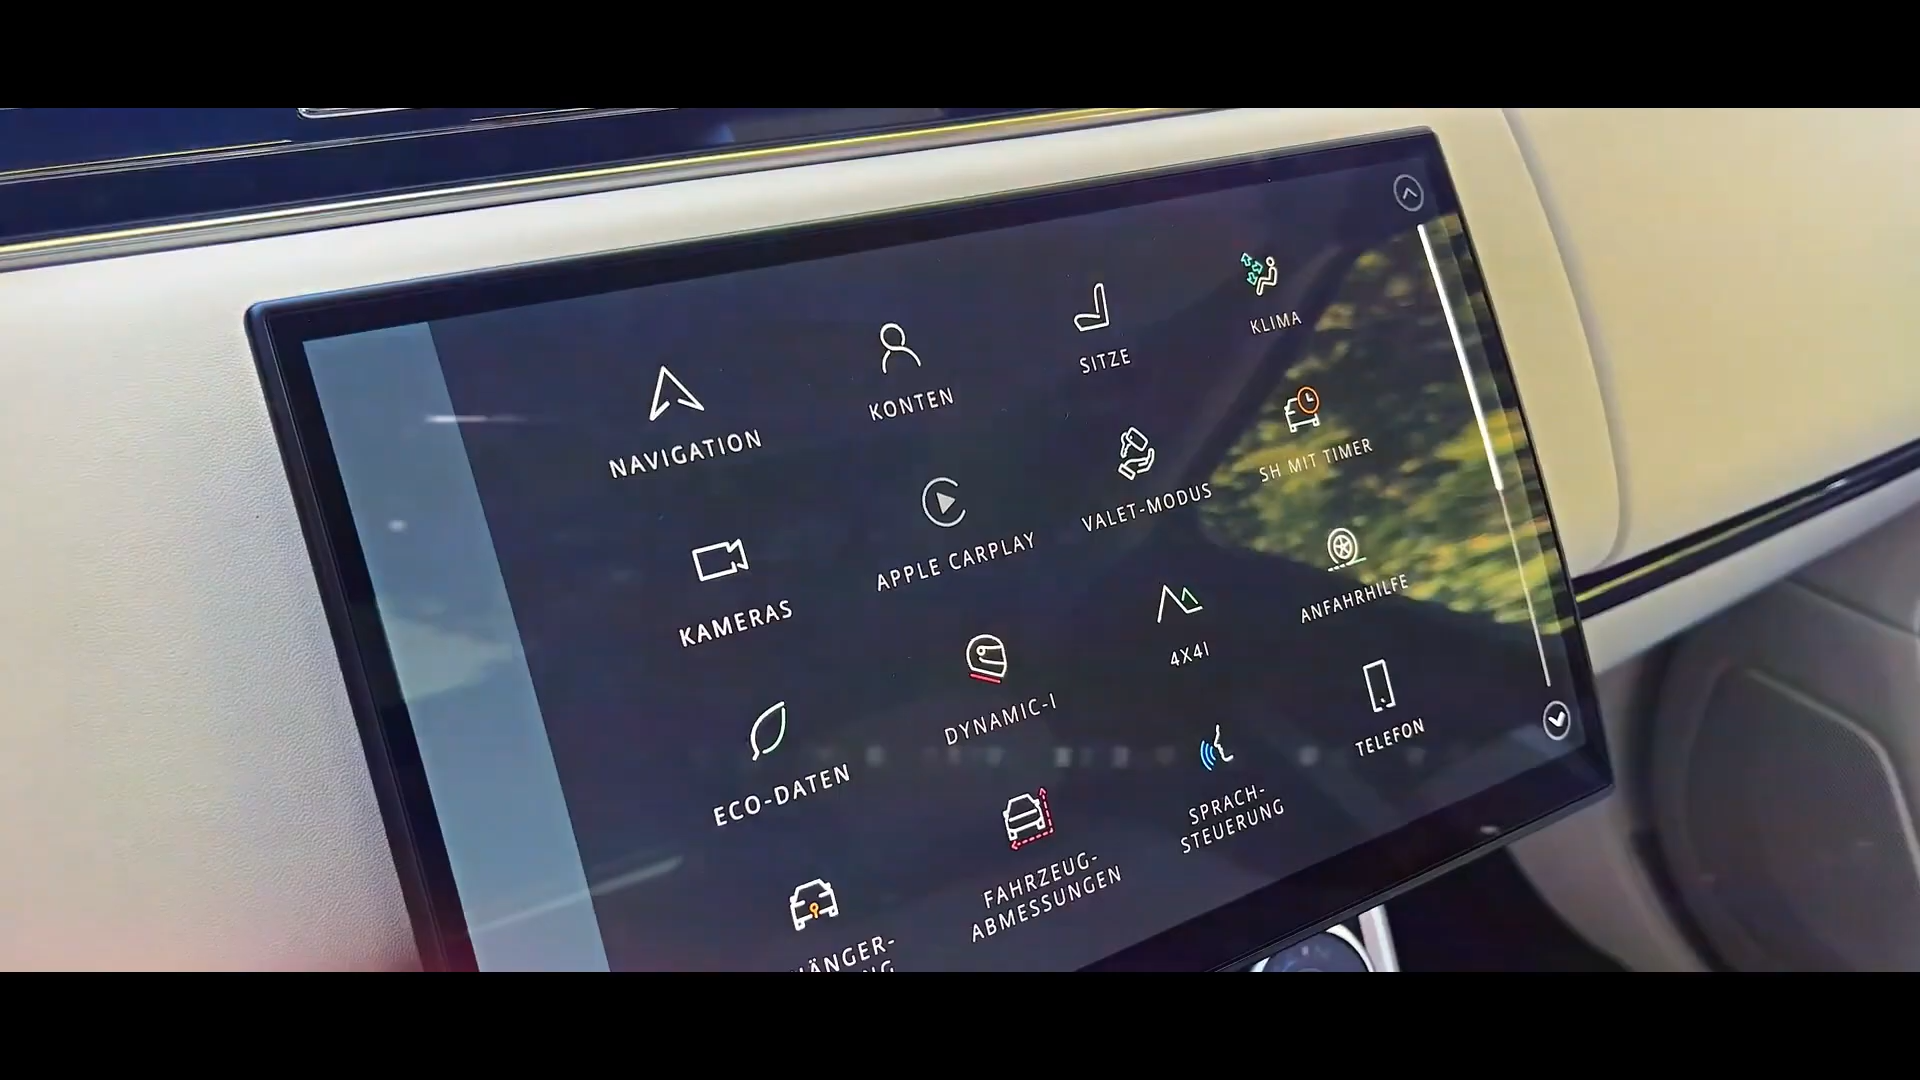 NAVIGATION
KONTEN
SITZE
KLIMA
KAMERAS
APPLE CARPLAY
VALET-MODUS
SH MIT TIMER
ECO-DATEN
DYNAMIC-I
4X4I
ANFAHRHILFE
FAHRZEUG-
ABMESSUNGEN
SPRACH-
STEUERUNG
TELEFON